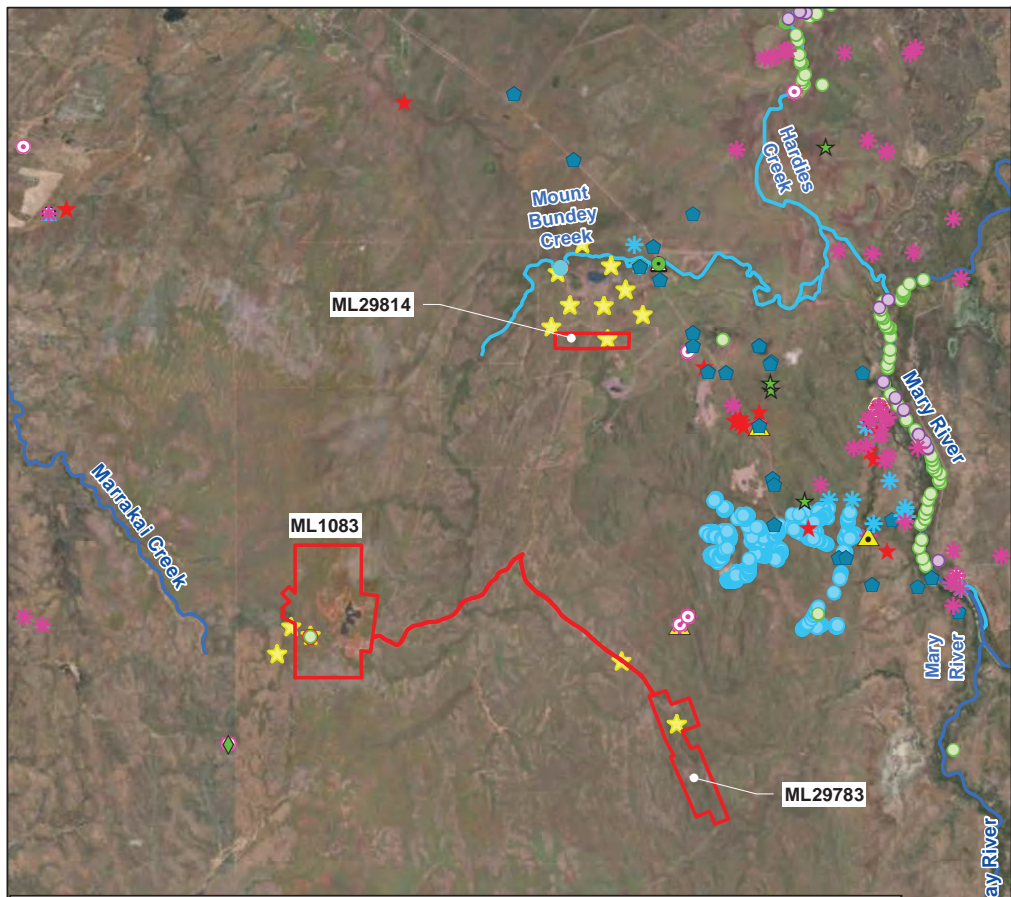 Hardies
Creek
Mount
Bundey
Creek
ML29814
Mary River
Marrakai Creek
ML1083
Mary
River
ML29783
ay River